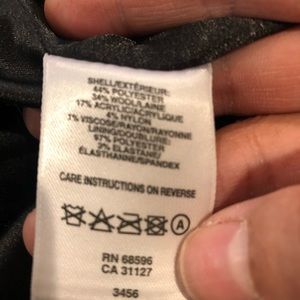 SHELL/EXTÉRIEUR:
44% POLYESTER
34% WOOL/LAINE
17% ACRYLIC/ACRYLIQUE
4% NYLON
1% VISCOSE/RAYON/RAYONNE
LINING/DOUBLURE:
97% POLYESTER
3% ELASTANE/
ÉLASTHANNE/SPANDEX
CARE INSTRUCTIONS ON REVERSE
A
RN 68596
CA 31127
3456